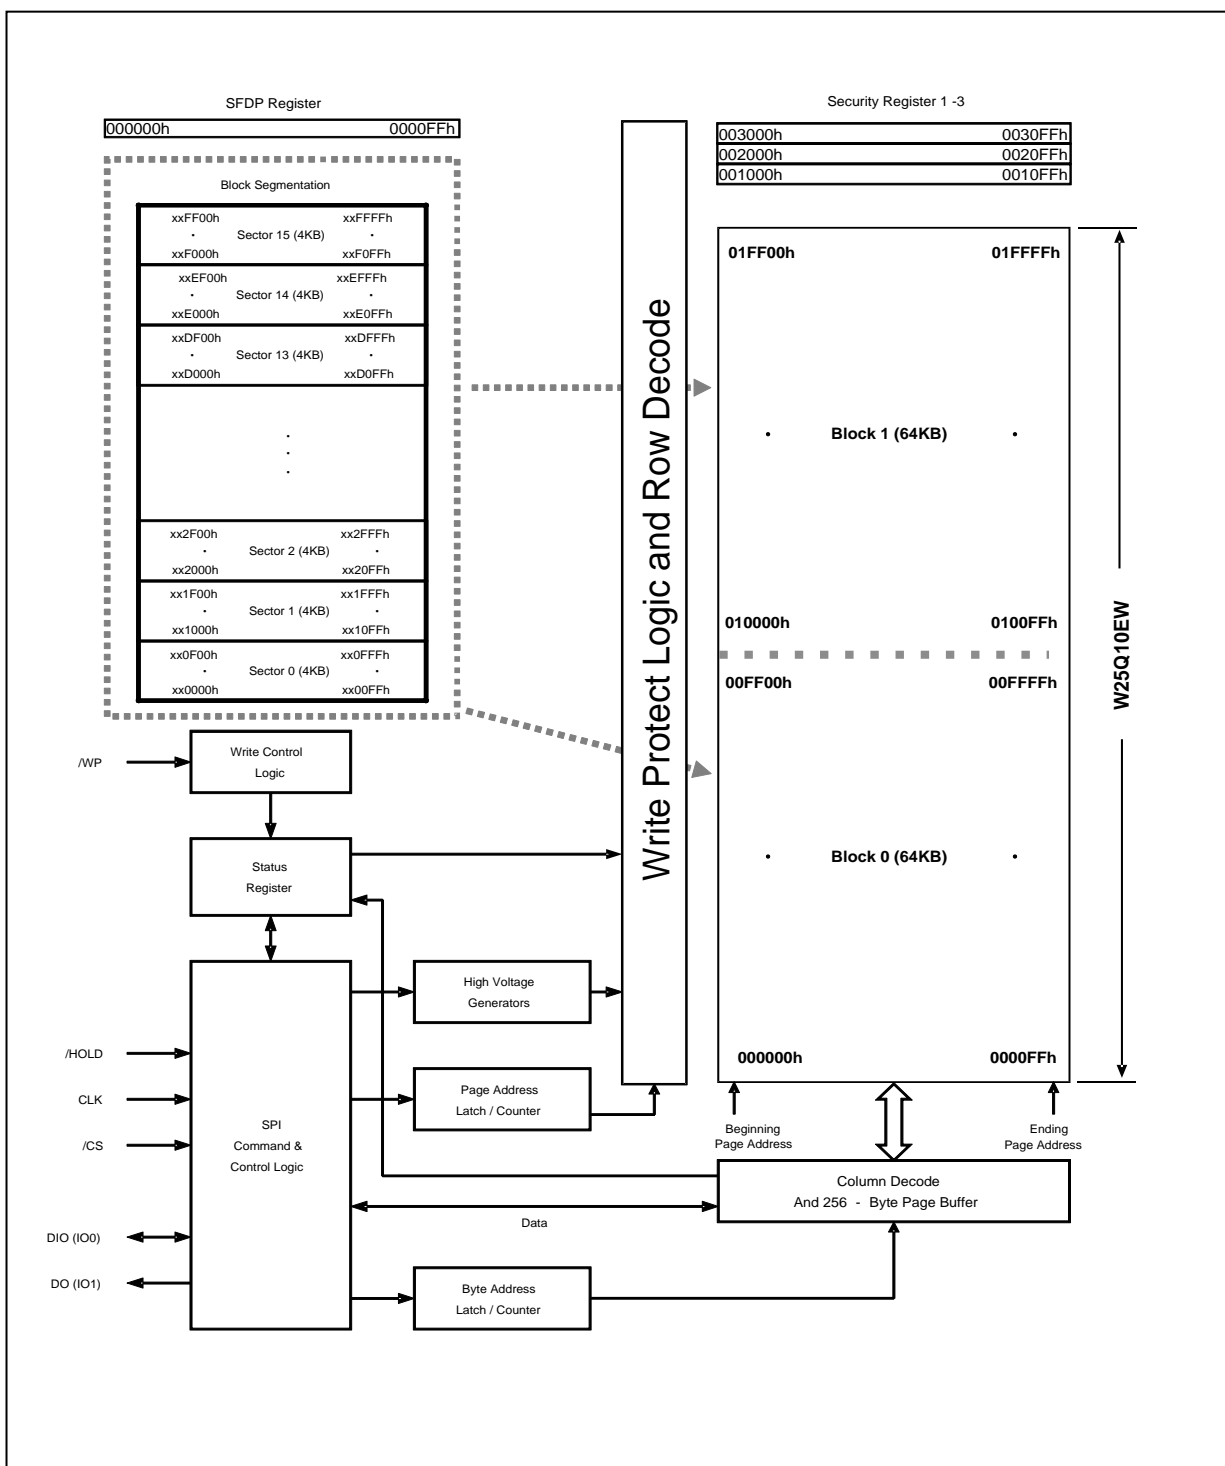 SFDP Register
000000h 0000FFh
Block Segmentation
xxFF00h xxFFFFh
Sector 15 (4KB)
xxF000h xxF0FFh
xxEF00h xxEFFFh
Sector 14 (4KB)
xxE000h xxE0FFh
xxDF00h xxDFFFh
Sector 13 (4KB)
xxD000h xxD0FFh
xx2F00h xx2FFFh
Sector 2 (4KB)
xx2000h xx20FFh
xx1F00h xx1FFFh
Sector 1 (4KB)
xx1000h xx10FFh
xx0F00h xx0FFFh
Sector 0 (4KB)
xx0000h xx00FFh
Write Protect Logic and Row Decode
Security Register 1 -3
003000h 0030FFh
002000h 0020FFh
001000h 0010FFh
01FF00h 01FFFFh
Block 1 (64KB)
010000h 0100FFh
00FF00h 00FFFFh
Block 0 (64KB)
000000h 0000FFh
W25Q10EW
Beginning
Page Address
Ending
Page Address
/WP
Write Control
Logic
Status
Register
High Voltage
Generators
/HOLD
CLK
/CS
SPI
Command &
Control Logic
Page Address
Latch / Counter
Column Decode
And 256 - Byte Page Buffer
Data
DIO (IO0)
DO (IO1)
Byte Address
Latch / Counter